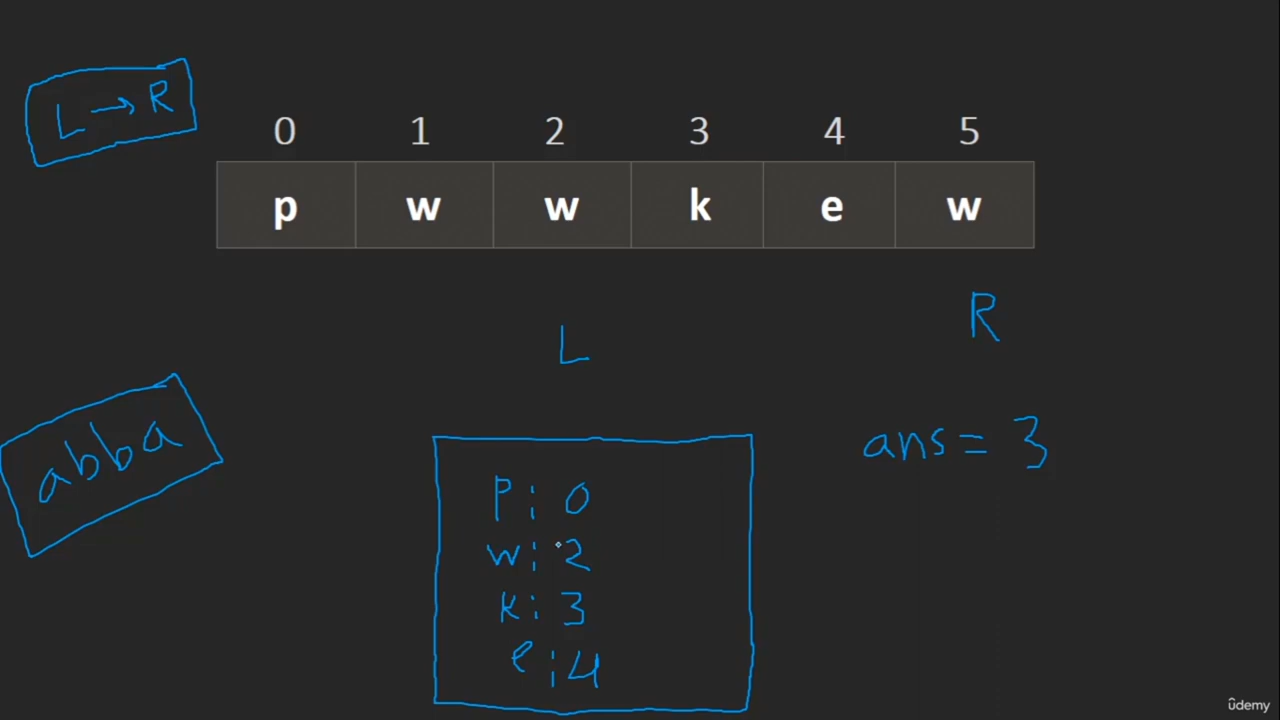 L → R
0 1 2 3 4 5
p w w k e w
R
L
abba
ans = 3
P : 0
w : 2
k : 3
e : 4
ûdemy